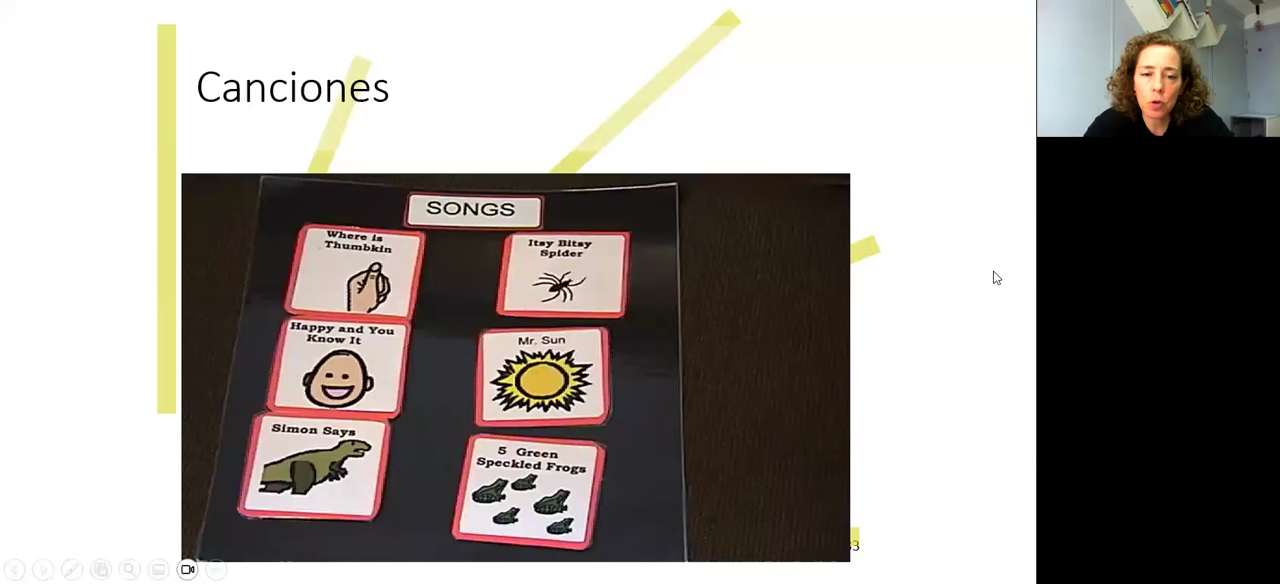 Canciones
SONGS
Where is
Thumbkin
Itsy Bitsy
Spider
Happy and You
Know It
Mr. Sun
Simon Says
5 Green
Speckled Frogs